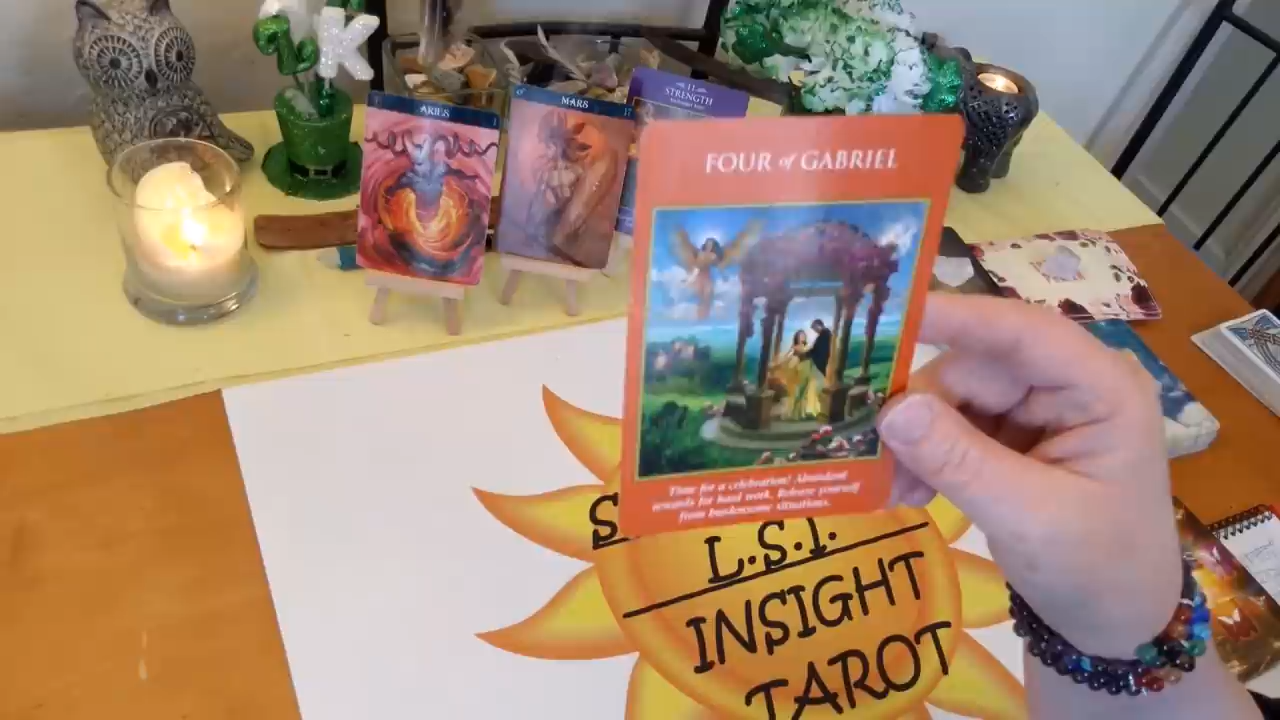 K
ARIES
MARS
11
STRENGTH
FOUR of GABRIEL
Time for a celebration! Abundant
rewards for hard work. Release yourself
from burdensome situations.
S
L.S.I.
INSIGHT
TAROT